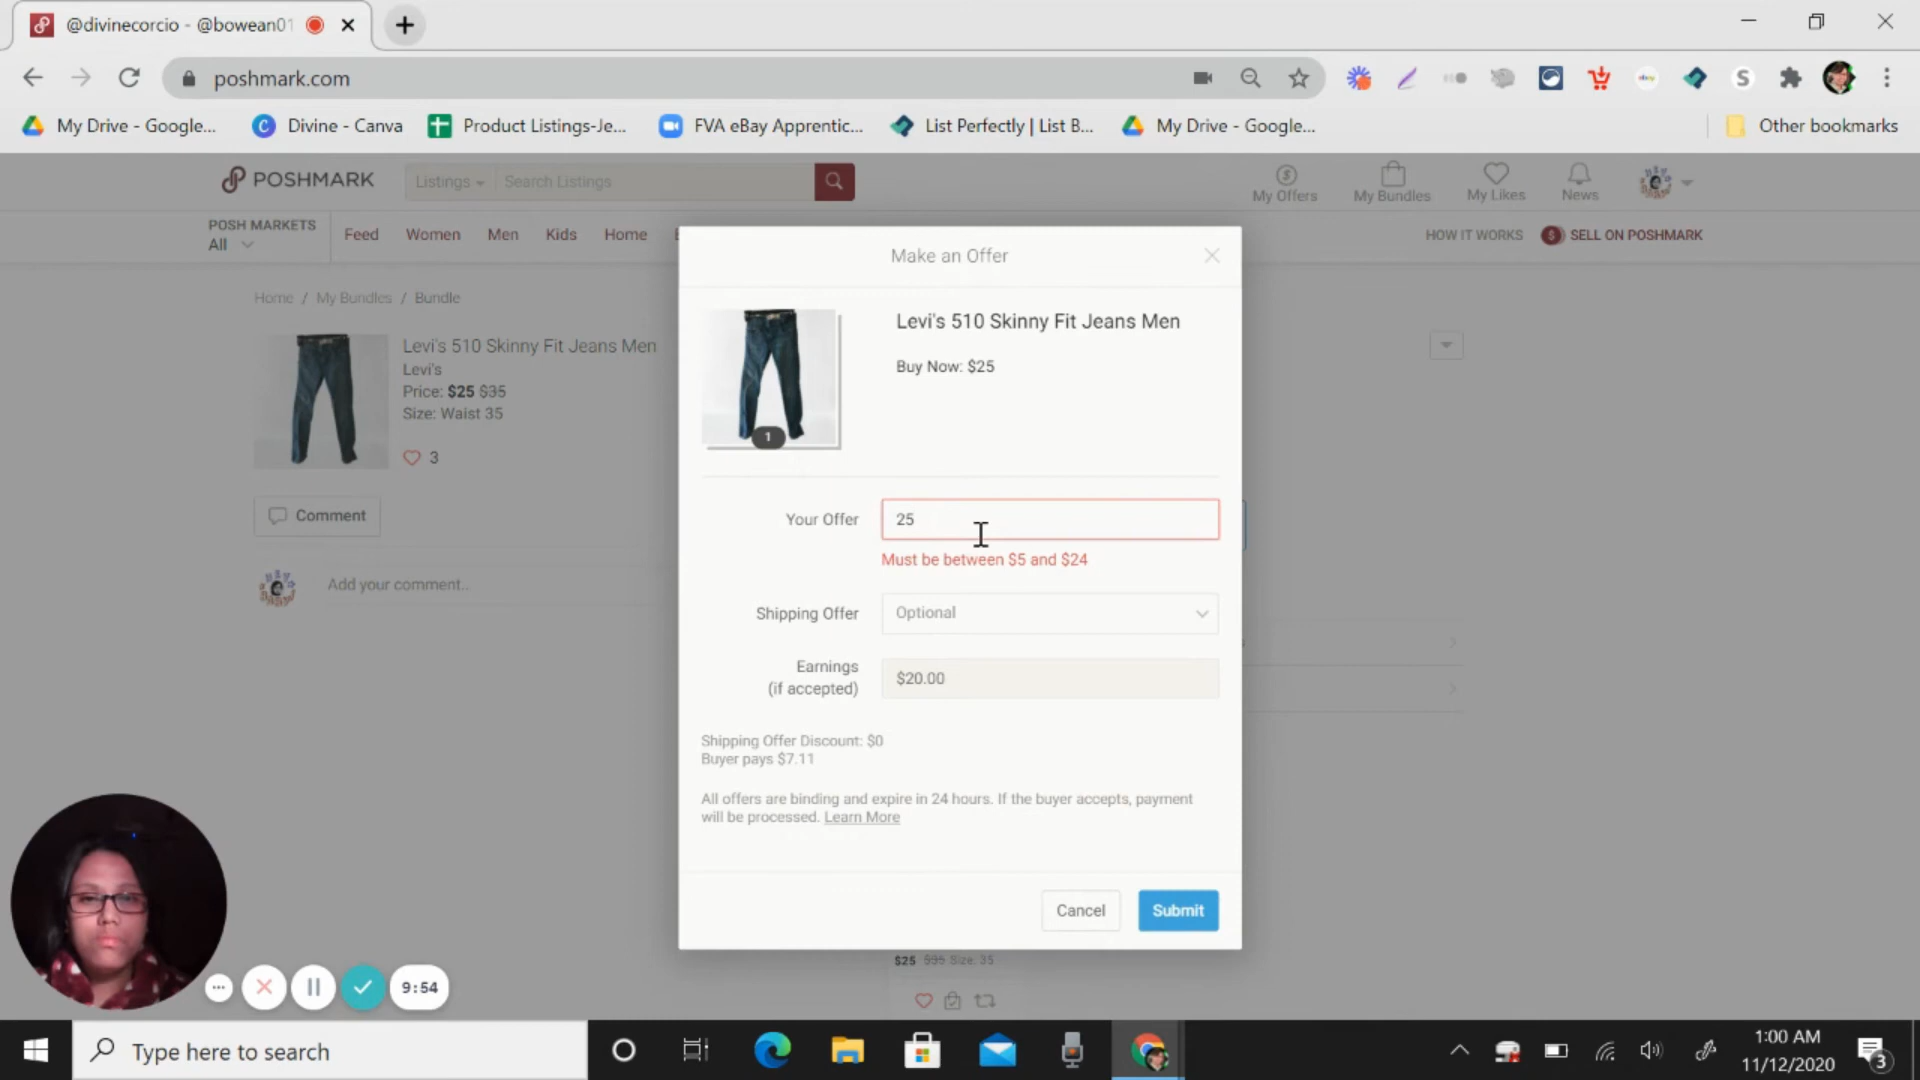 @divinecorcio - @bowean01
poshmark.com
My Drive - Google...
Divine - Canva
Product Listings-Je...
FVA eBay Apprentic...
List Perfectly | List B...
My Drive - Google...
Other bookmarks
POSHMARK
Listings
Search Listings
My Offers
My Bundles
My Likes
News
POSH MARKETS
All
Feed
Women
Men
Kids
Home
HOW IT WORKS
SELL ON POSHMARK
Home / My Bundles / Bundle
Levi's 510 Skinny Fit Jeans Men
Levi's
Price: $25 $35
Size: Waist 35
3
Comment
Add your comment..
Make an Offer
Levi's 510 Skinny Fit Jeans Men
Buy Now: $25
1
Your Offer
25
Must be between $5 and $24
Shipping Offer
Optional
Earnings
(if accepted)
$20.00
Shipping Offer Discount: $0
Buyer pays $7.11
All offers are binding and expire in 24 hours. If the buyer accepts, payment
will be processed. Learn More
Cancel
Submit
$25 $95 Size: 35
9:54
Type here to search
1:00 AM
11/12/2020
3